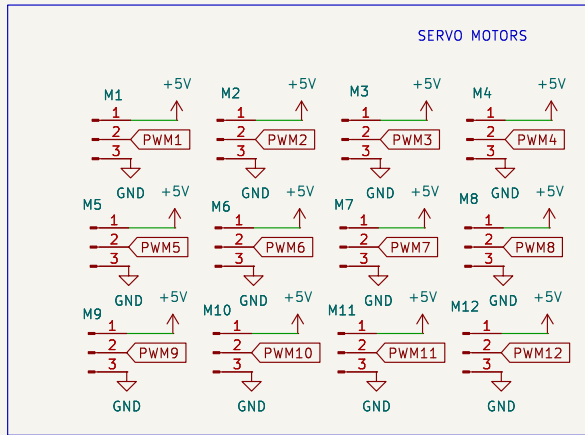 SERVO MOTORS
M1 +5V M2 +5V M3 +5V M4 +5V
1 1 1 1
2 PWM1 2 PWM2 2 PWM3 2 PWM4
3 3 3 3
GND GND GND GND
M5 +5V M6 +5V M7 +5V M8 +5V
1 1 1 1
2 PWM5 2 PWM6 2 PWM7 2 PWM8
3 3 3 3
GND GND GND GND
M9 +5V M10 +5V M11 +5V M12 +5V
1 1 1 1
2 PWM9 2 PWM10 2 PWM11 2 PWM12
3 3 3 3
GND GND GND GND